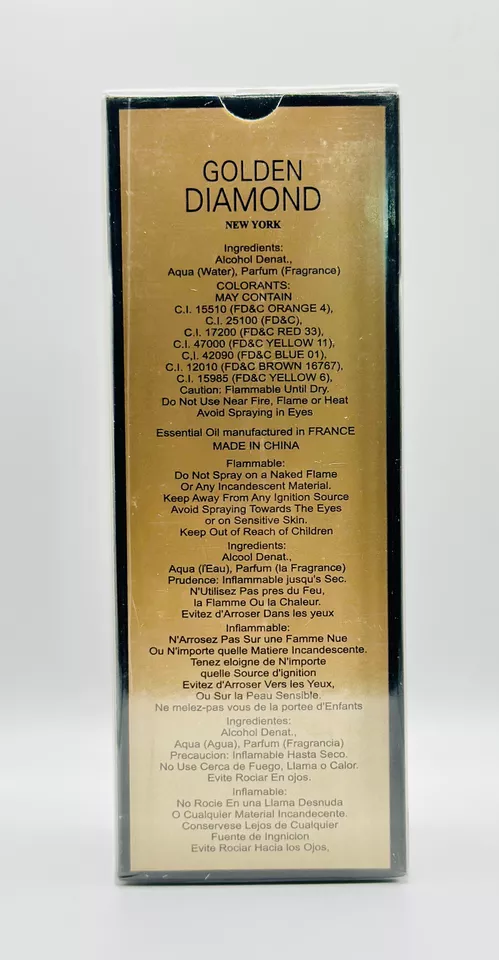 GOLDEN
DIAMOND
NEW YORK
Ingredients:
Alcohol Denat.,
Aqua (Water), Parfum (Fragrance)
COLORANTS:
MAY CONTAIN
C.I. 15510 (FD&C ORANGE 4),
C.I. 25100 (FD&C),
C.I. 17200 (FD&C RED 33),
C.I. 47000 (FD&C YELLOW 11),
C,I, 42090 (FD&C BLUE 01),
C.I. 12010 (FD&C BROWN 16767),
C.I. 15985 (FD&C YELLOW 6),
Caution: Flammable Until Dry.
Do Not Use Near Fire, Flame or Heat
Avoid Spraying in Eyes
Essential Oil manufactured in FRANCE
MADE IN CHINA
Flammable:
Do Not Spray on a Naked Flame
Or Any Incandescent Material.
Keep Away From Any Ignition Source
Avoid Spraying Towards The Eyes
or on Sensitive Skin.
Keep Out of Reach of Children
Ingredients:
Alcool Denat.,
Aqua (l'Eau), Parfum (la Fragrance)
Prudence: Inflammable jusqu's Sec.
N'Utilisez Pas pres du Feu,
la Flamme Ou la Chaleur.
Evitez d'Arroser Dans les yeux
Inflammable:
N'Arrosez Pas Sur une Famme Nue
Ou N'importe quelle Matiere Incandescente.
Tenez eloigne de N'importe
quelle Source d'ignition
Evitez d'Arroser Vers les Yeux,
Ou Sur la Peau Sensible.
Ne melez-pas vous de la portee d'Enfants
Ingredientes:
Alcohol Denat.,
Aqua (Agua), Parfum (Fragrancia)
Precaucion: Inflamable Hasta Seco.
No Use Cerca de Fuego, Llama o Calor.
Evite Rociar En ojos.
Inflamable:
No Rocie En una Llama Desnuda
O Cualquier Material Incandecente.
Conservese Lejos de Cualquier
Fuente de Ingnicion
Evite Rociar Hacia los Ojos,